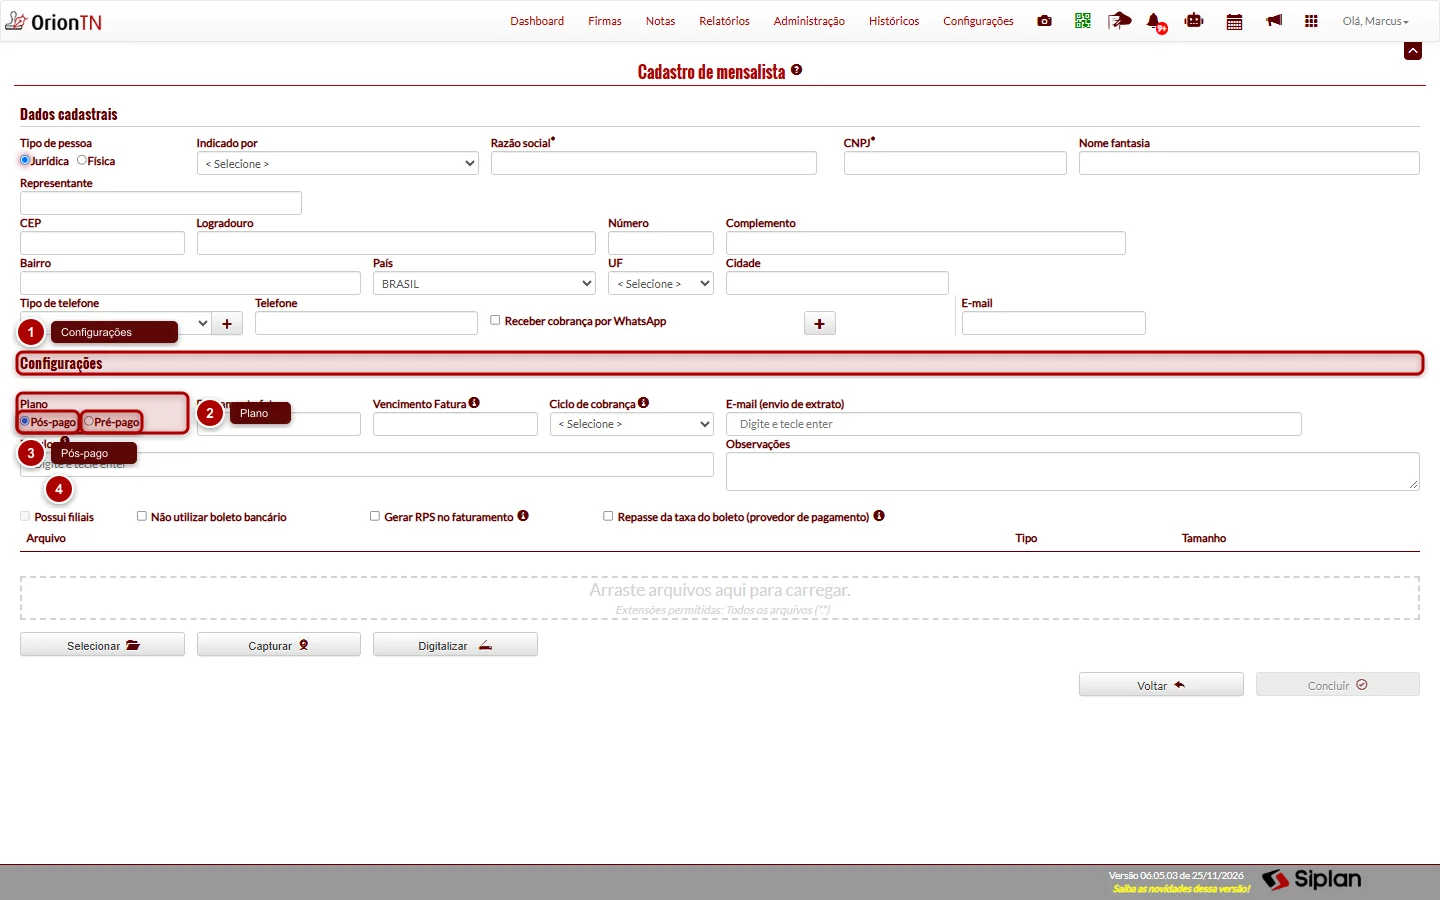 OrionTN
Dashboard Firmas Notas Relatórios Administração Históricos Configurações 9+ Olá, Marcus
Cadastro de mensalista ?
Dados cadastrais
Tipo de pessoa Indicado por Razão social* CNPJ* Nome fantasia
Jurídica Física < Selecione >
Representante
CEP Logradouro Número Complemento
Bairro País UF Cidade
BRASIL < Selecione >
Tipo de telefone Telefone E-mail
+ Receber cobrança por WhatsApp +
1 Configurações
Configurações
Plano Vencimento Fatura Ciclo de cobrança E-mail (envio de extrato)
2 Plano
Pós-pago Pré-pago < Selecione > Digite e tecle enter
Observações
3 Pós-pago
Digite e tecle enter
4
Possui filiais Não utilizar boleto bancário Gerar RPS no faturamento Repasse da taxa do boleto (provedor de pagamento)
Arquivo Tipo Tamanho
Arraste arquivos aqui para carregar.
Extensões permitidas: Todos os arquivos (*.*)
Selecionar Capturar Digitalizar
Voltar Concluir
Versão 06.05.03 de 25/11/2026
Saiba as novidades dessa versão!
Siplan